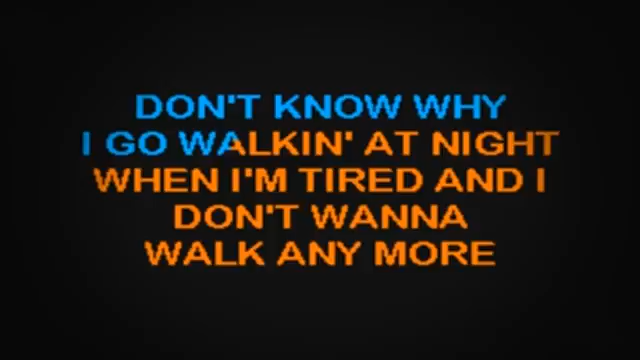 DON'T KNOW WHY
I GO WALKIN' AT NIGHT
WHEN I'M TIRED AND I
DON'T WANNA
WALK ANY MORE